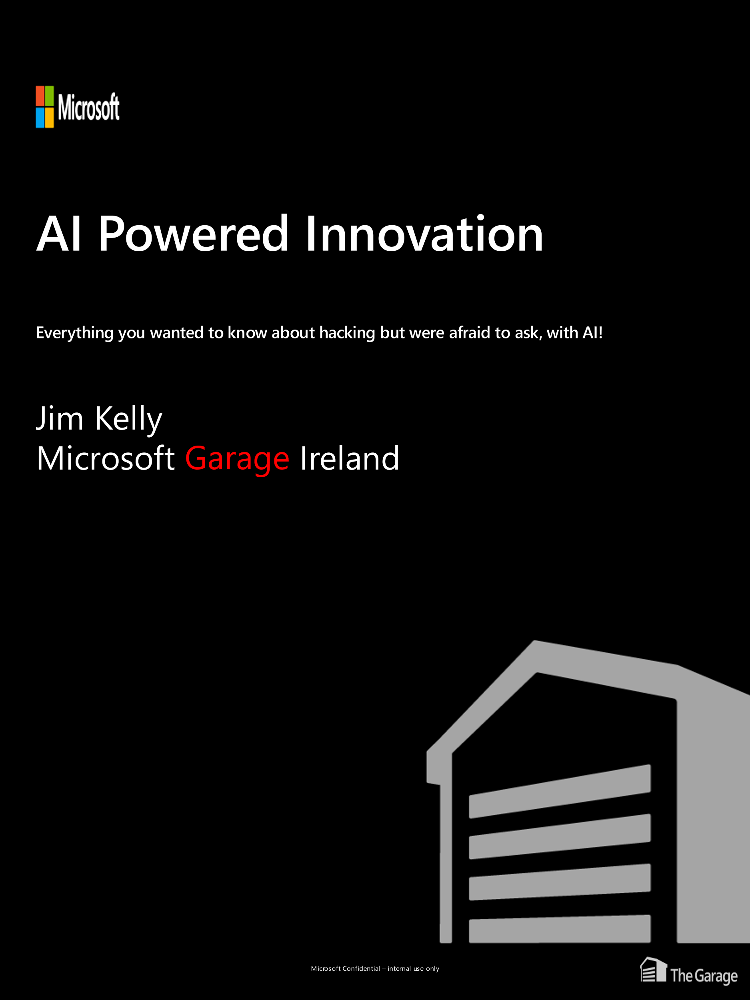 Microsoft
AI Powered Innovation
Everything you wanted to know about hacking but were afraid to ask, with AI!
Jim Kelly
Microsoft Garage Ireland
Microsoft Confidential – internal use only
The Garage